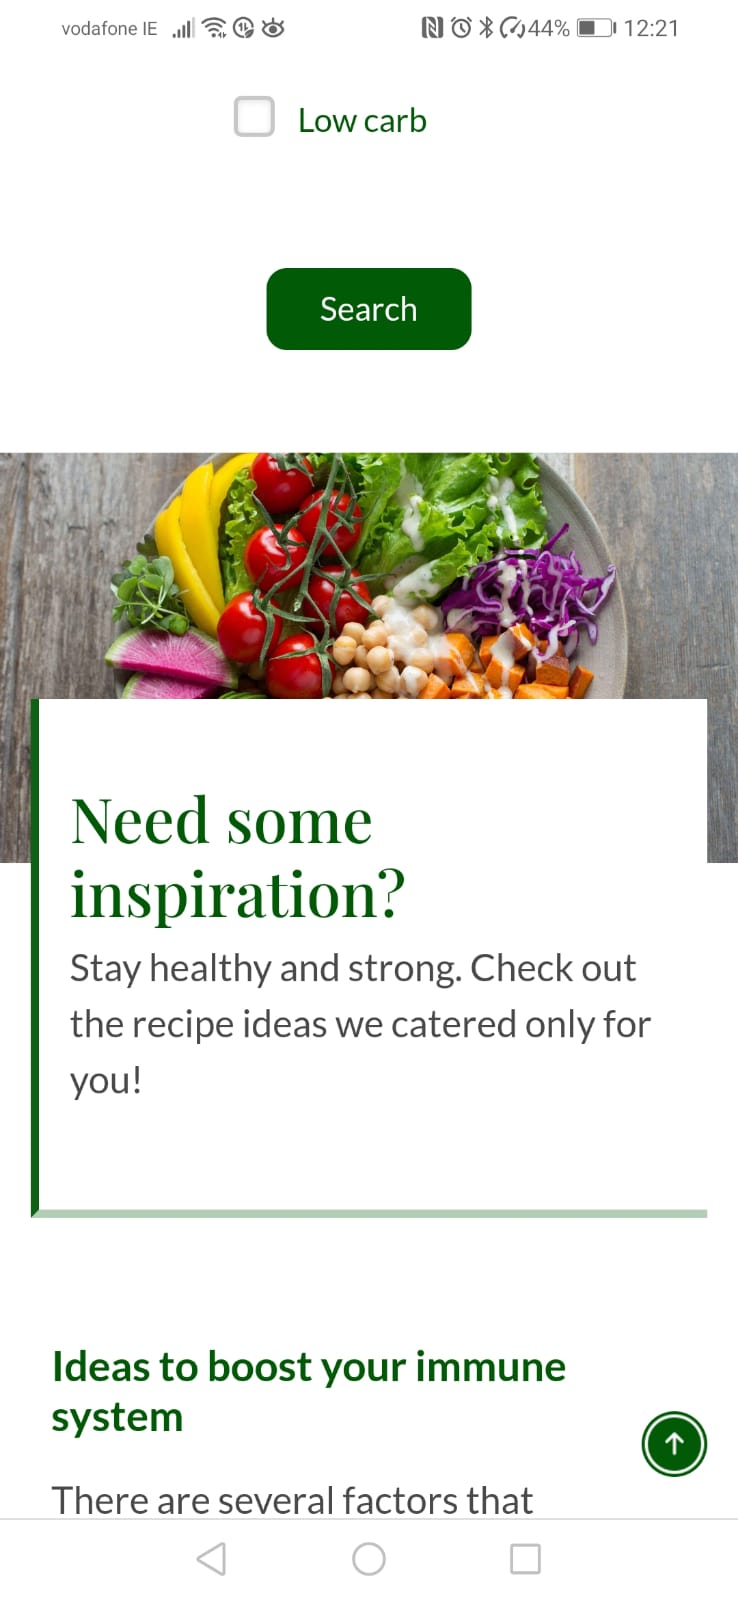 vodafone IE 44% 12:21
Low carb
Search
Need some
inspiration?
Stay healthy and strong. Check out
the recipe ideas we catered only for
you!
Ideas to boost your immune
system
There are several factors that